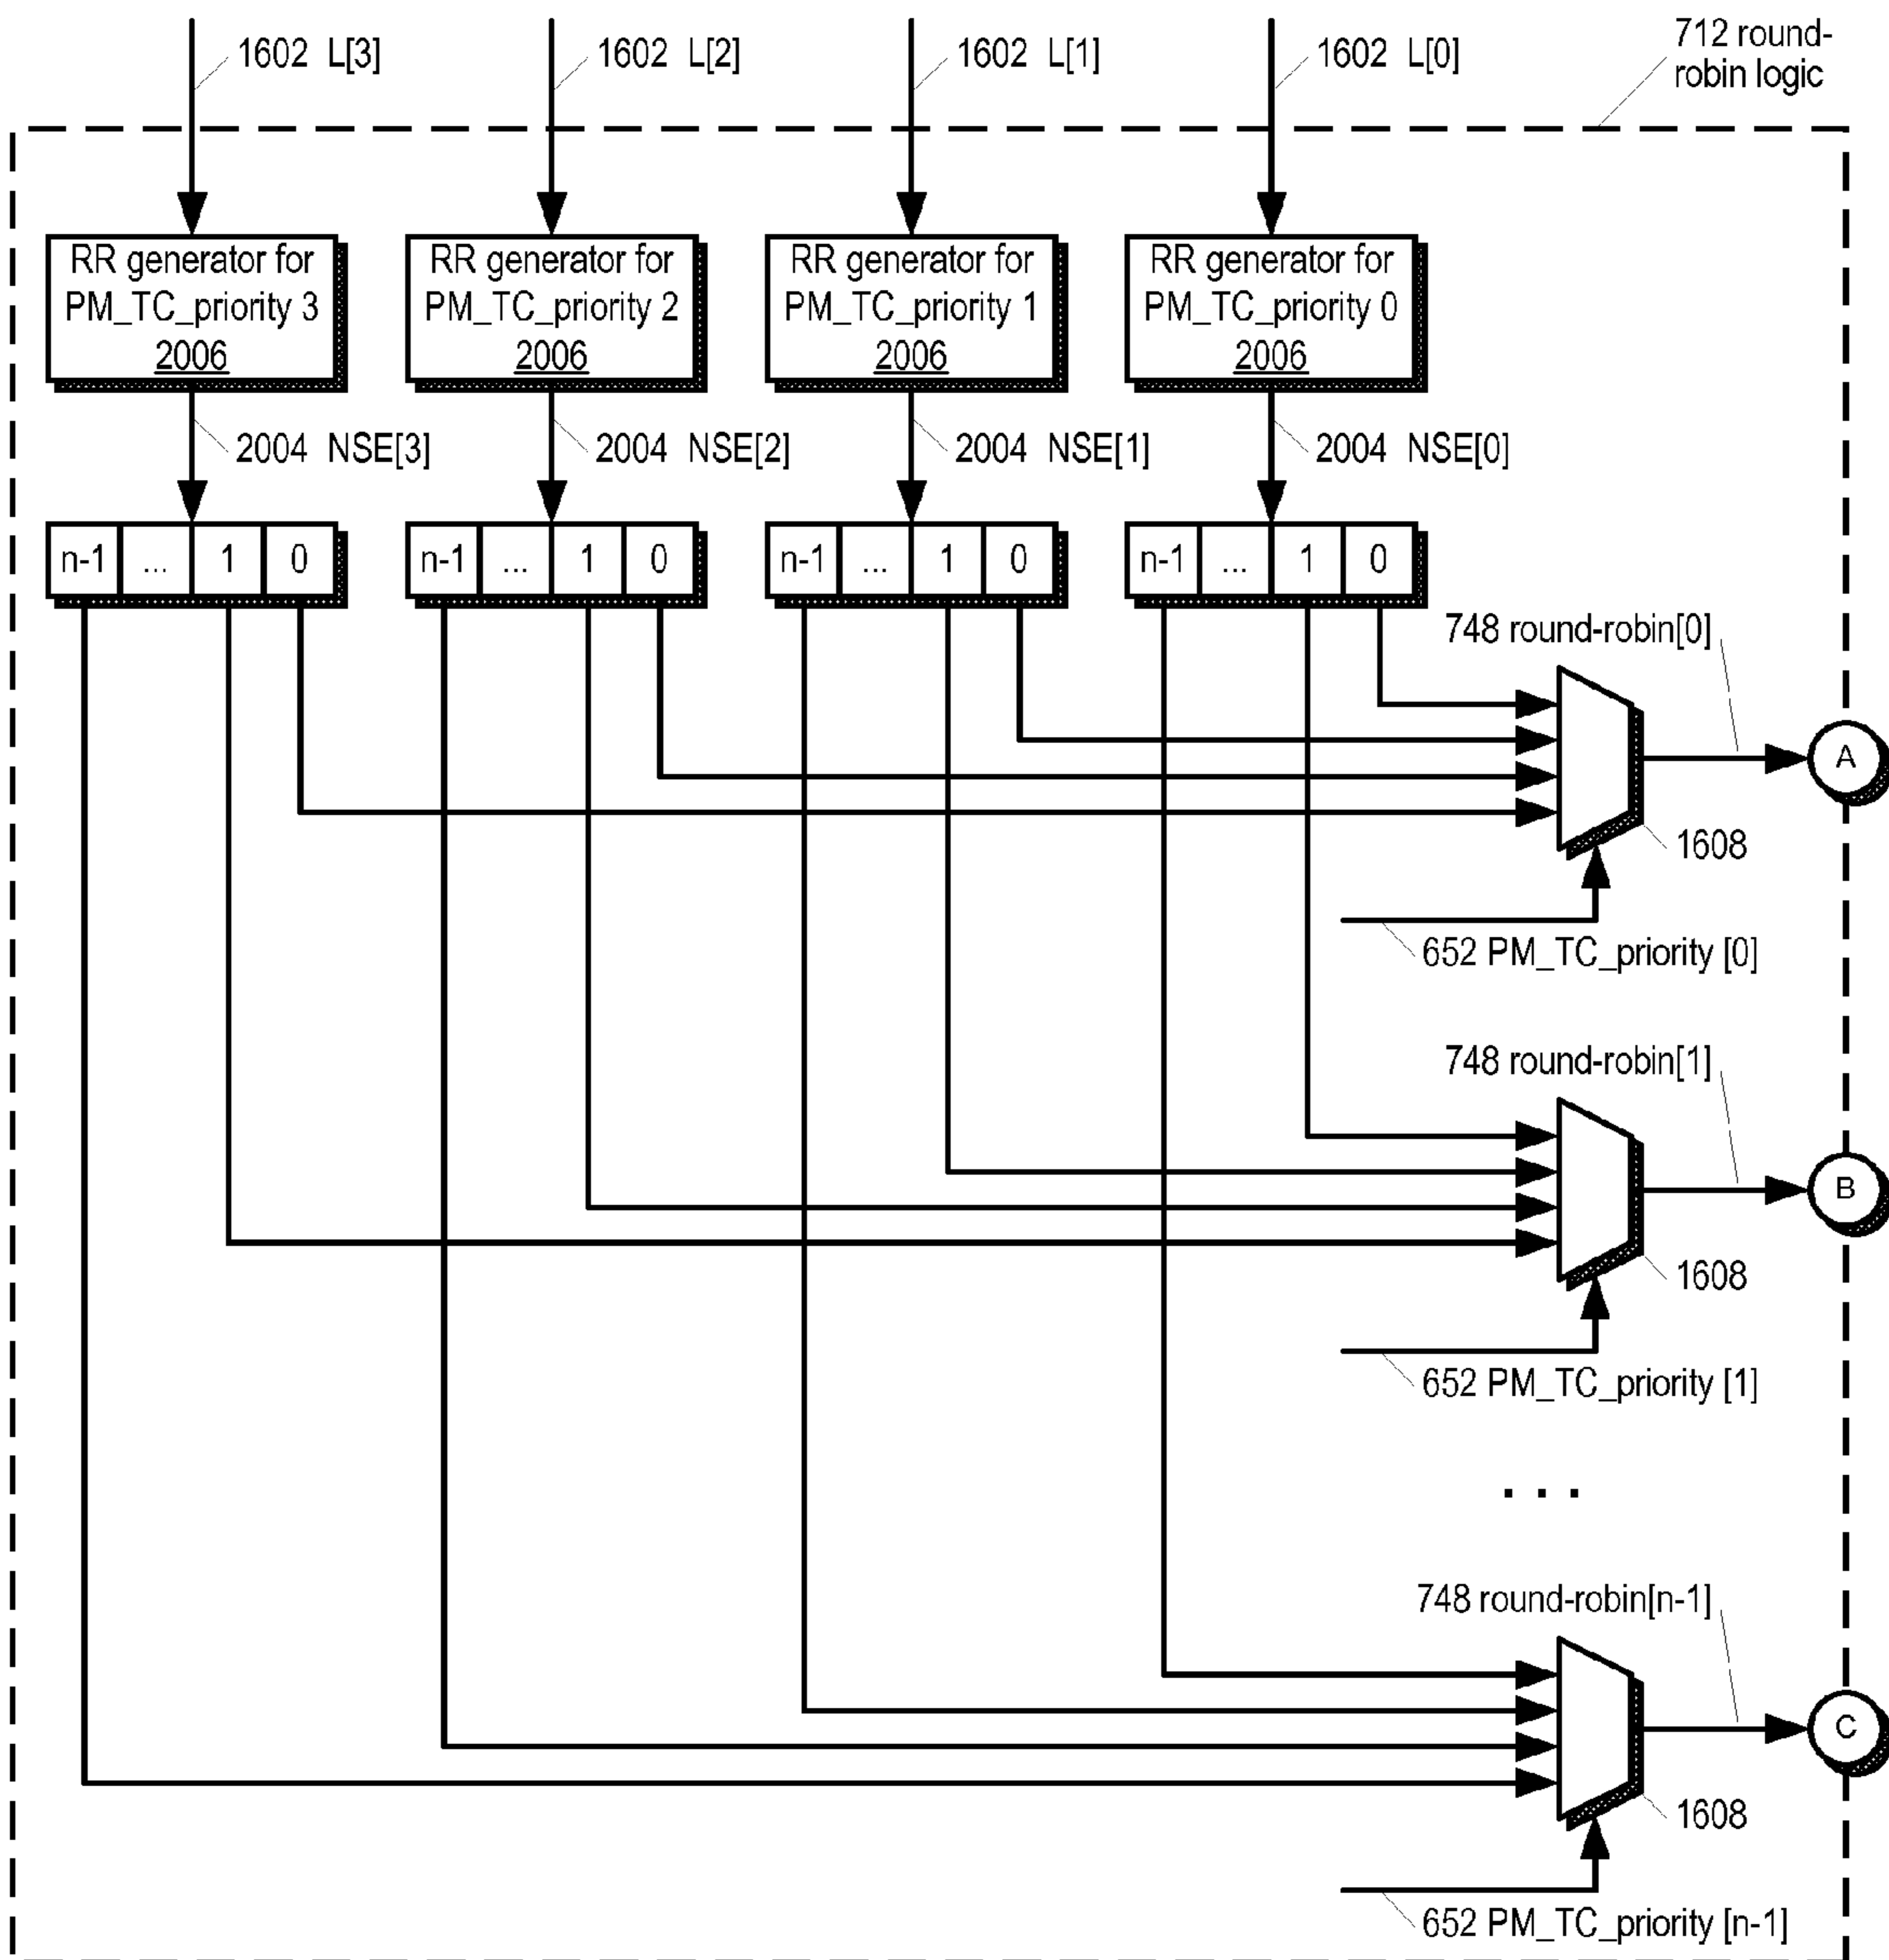 1602 L[3]
1602 L[2]
1602 L[1]
1602 L[0]
712 round-
robin logic
RR generator for
PM_TC_priority 3
2006
RR generator for
PM_TC_priority 2
2006
RR generator for
PM_TC_priority 1
2006
RR generator for
PM_TC_priority 0
2006
2004 NSE[3]
2004 NSE[2]
2004 NSE[1]
2004 NSE[0]
n-1 ... 1 0
n-1 ... 1 0
n-1 ... 1 0
n-1 ... 1 0
748 round-robin[0]
A
1608
652 PM_TC_priority [0]
748 round-robin[1]
B
1608
652 PM_TC_priority [1]
. . .
748 round-robin[n-1]
C
1608
652 PM_TC_priority [n-1]